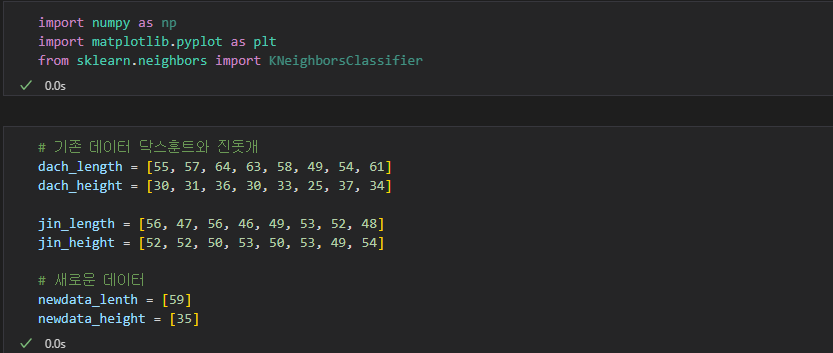 import numpy as np
import matplotlib.pyplot as plt
from sklearn.neighbors import KNeighborsClassifier
✓ 0.0s
# 기존 데이터 닥스훈트와 진돗개
dach_length = [55, 57, 64, 63, 58, 49, 54, 61]
dach_height = [30, 31, 36, 30, 33, 25, 37, 34]
jin_length = [56, 47, 56, 46, 49, 53, 52, 48]
jin_height = [52, 52, 50, 53, 50, 53, 49, 54]
# 새로운 데이터
newdata_lenth = [59]
newdata_height = [35]
✓ 0.0s